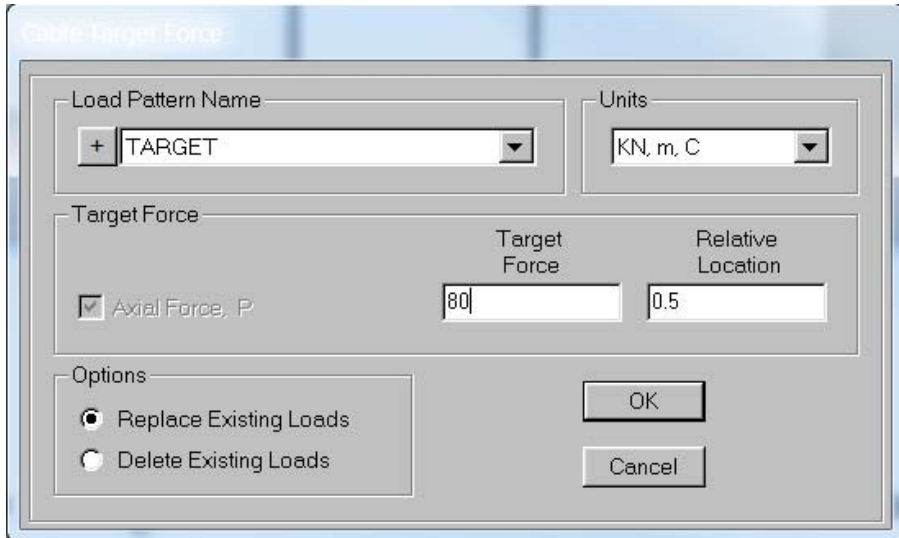 Cable Target Force
Load Pattern Name
Units
+ TARGET
KN, m, C
Target Force
Target Force
Relative Location
Axial Force, P
80
0.5
Options
Replace Existing Loads
Delete Existing Loads
OK
Cancel